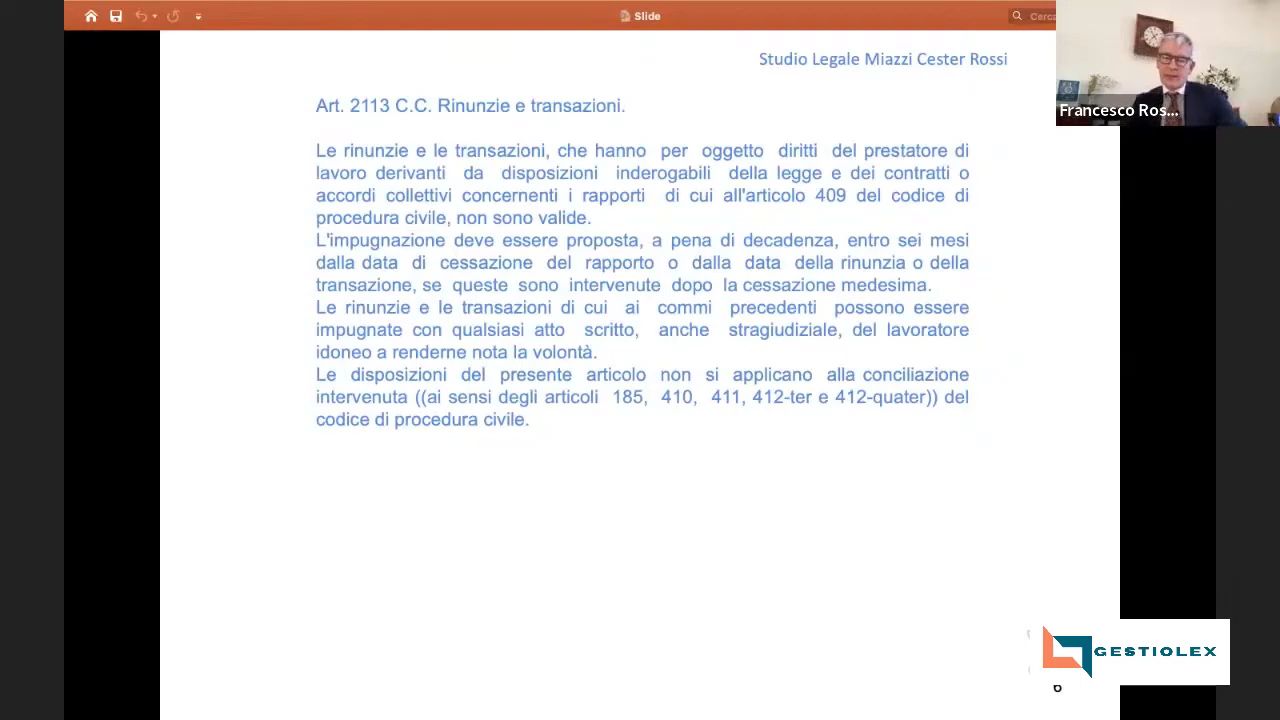 Slide
Cerca
Studio Legale Miazzi Cester Rossi
Francesco Ros...
Art. 2113 C.C. Rinunzie e transazioni.
Le rinunzie e le transazioni, che hanno per oggetto diritti del prestatore di
lavoro derivanti da disposizioni inderogabili della legge e dei contratti o
accordi collettivi concernenti i rapporti di cui all'articolo 409 del codice di
procedura civile, non sono valide.
L'impugnazione deve essere proposta, a pena di decadenza, entro sei mesi
dalla data di cessazione del rapporto o dalla data della rinunzia o della
transazione, se queste sono intervenute dopo la cessazione medesima.
Le rinunzie e le transazioni di cui ai commi precedenti possono essere
impugnate con qualsiasi atto scritto, anche stragiudiziale, del lavoratore
idoneo a renderne nota la volontà.
Le disposizioni del presente articolo non si applicano alla conciliazione
intervenuta ((ai sensi degli articoli 185, 410, 411, 412-ter e 412-quater)) del
codice di procedura civile.
GESTIOLEX
6